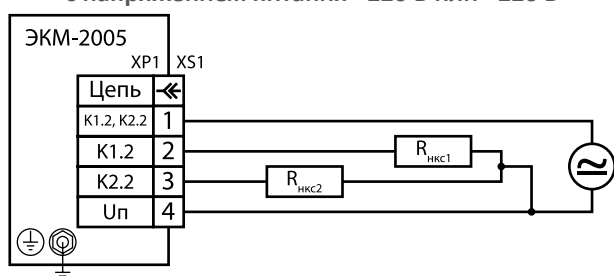 ЭКМ-2005
XP1 XS1
Цепь
K1.2, K2.2 1
K1.2 2
K2.2 3
Uп 4
Rнкс1
Rнкс2